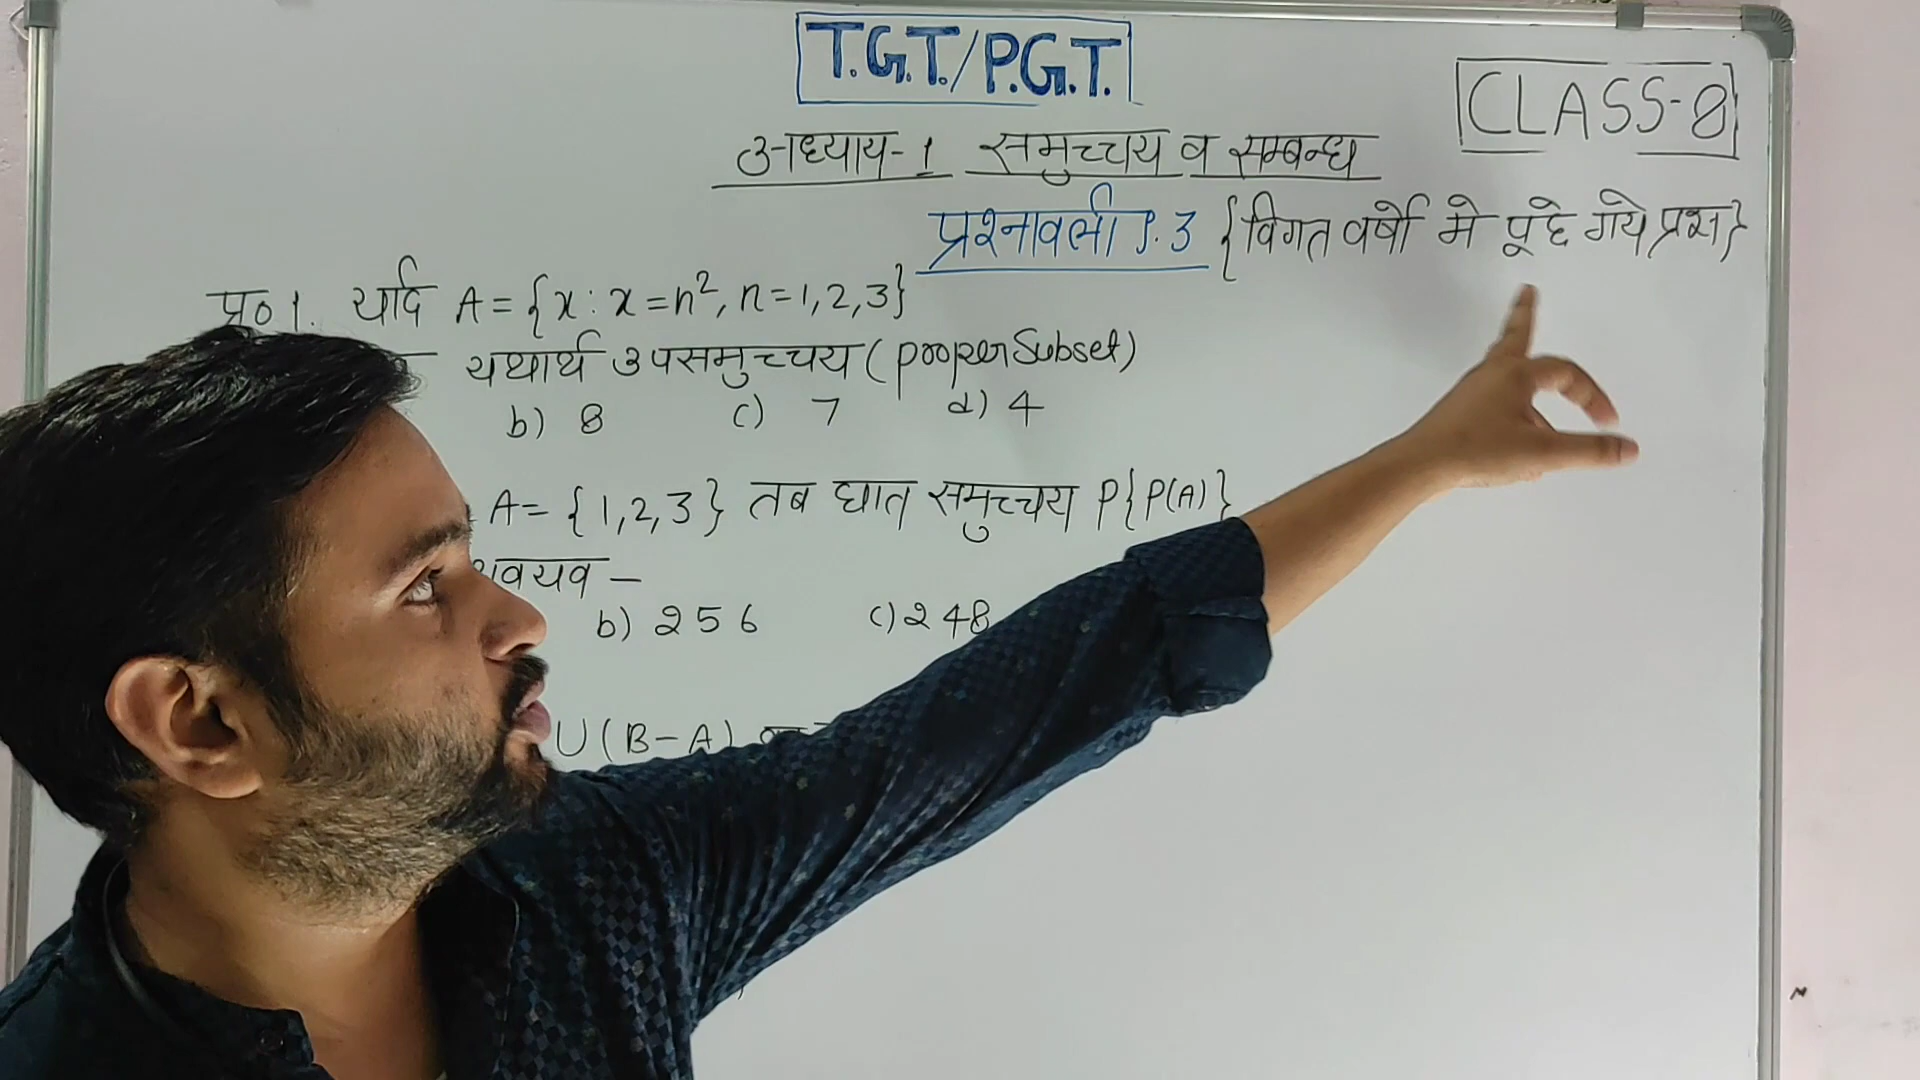 T.G.T./P.G.T.
CLASS-8
अध्याय-1 समुच्चय व सम्बन्ध
प्रश्नावली 1.3 {विगत वर्षो मे पूछे गये प्रश्न}
प्र० 1. यदि A = {x : x = n², n = 1,2,3}
यथार्थ उपसमुच्चय (proper Subset)
b) 8 c) 7 d) 4
A = {1,2,3} तब घात समुच्चय P{P(A)}
अवयव –
b) 256 c) 248
U (B - A)